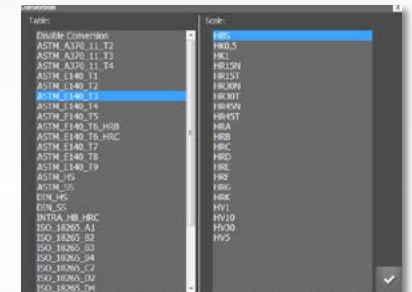 Conversion
Table:
Disable Conversion
ASTM_A370_11_T2
ASTM_A370_11_T3
ASTM_A370_11_T4
ASTM_E140_T1
ASTM_E140_T2
ASTM_E140_T3
ASTM_E140_T4
ASTM_E140_T5
ASTM_E140_T6_HRB
ASTM_E140_T6_HRC
ASTM_E140_T7
ASTM_E140_T8
ASTM_E140_T9
ASTM_HS
ASTM_SS
DIN_HS
DIN_SS
INTRA_HB_HRC
ISO_18265_A1
ISO_18265_B2
ISO_18265_B3
ISO_18265_B4
ISO_18265_C2
ISO_18265_D2
ISO_18265_D4
Scale:
HBS
HK0,5
HK1
HR15N
HR15T
HR30N
HR30T
HR45N
HR45T
HRA
HRB
HRC
HRD
HRE
HRF
HRG
HRK
HV1
HV10
HV30
HV5